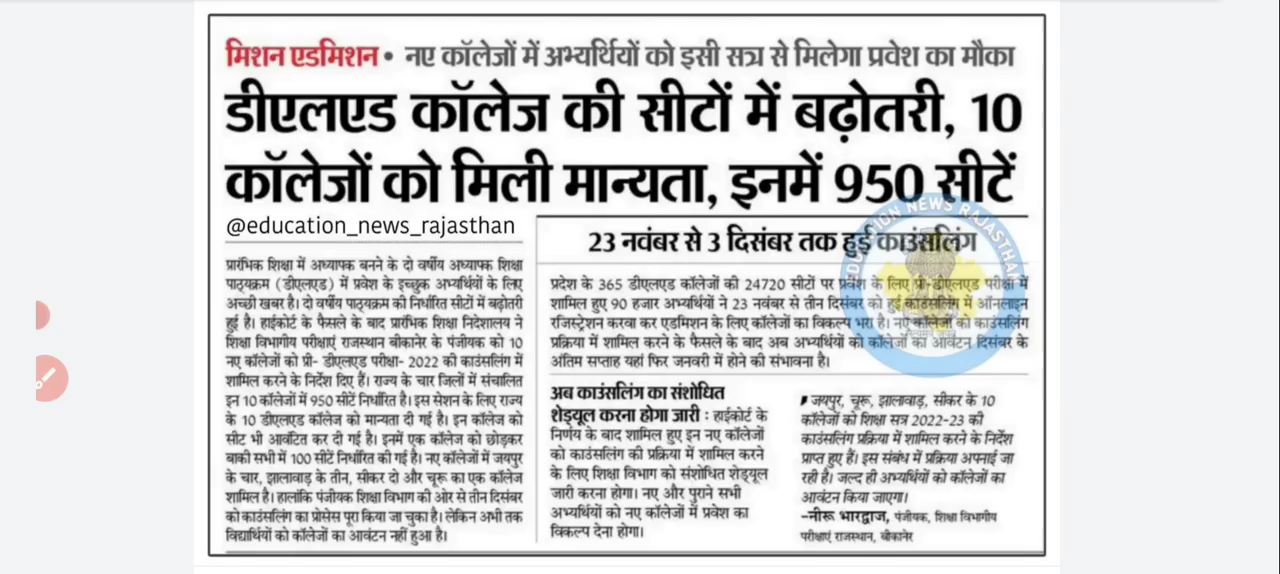 मिशन एडमिशन • नए कॉलेजों में अभ्यर्थियों को इसी सत्र से मिलेगा प्रवेश का मौका
डीएलएड कॉलेज की सीटों में बढ़ोतरी, 10
कॉलेजों को मिली मान्यता, इनमें 950 सीटें
@education_news_rajasthan
प्रारंभिक शिक्षा में अध्यापक बनने के दो वर्षीय अध्यापक शिक्षा
पाठ्यक्रम (डीएलएड) में प्रवेश के इच्छुक अभ्यर्थियों के लिए
अच्छी खबर है। दो वर्षीय पाठ्यक्रम की निर्धारित सीटों में बढ़ोतरी
हुई है। हाईकोर्ट के फैसले के बाद प्रारंभिक शिक्षा निदेशालय ने
शिक्षा विभागीय परीक्षाएं राजस्थान बीकानेर के पंजीयक को 10
नए कॉलेजों को प्री- डीएलएड परीक्षा- 2022 की काउंसलिंग में
शामिल करने के निर्देश दिए हैं। राज्य के चार जिलों में संचालित
इन 10 कॉलेजों में 950 सीटें निर्धारित है। इस सेशन के लिए राज्य
के 10 डीएलएड कॉलेज को मान्यता दी गई है। इन कॉलेज को
सीट भी आवंटित कर दी गई है। इनमें एक कॉलेज को छोड़कर
बाकी सभी में 100 सीटें निर्धारित की गई है। नए कॉलेजों में जयपुर
के चार, झालावाड़ के तीन, सीकर दो और चूरू का एक कॉलेज
शामिल है। हालांकि पंजीयक शिक्षा विभाग की ओर से तीन दिसंबर
को काउंसलिंग का प्रोसेस पूरा किया जा चुका है। लेकिन अभी तक
विद्यार्थियों को कॉलेजों का आवंटन नहीं हुआ है।
23 नवंबर से 3 दिसंबर तक हुई काउंसलिंग
प्रदेश के 365 डीएलएड कॉलेजों की 24720 सीटों पर प्रवेश के लिए प्री-डीएलएड परीक्षा में
शामिल हुए 90 हजार अभ्यर्थियों ने 23 नवंबर से तीन दिसंबर को हुई काउंसलिंग में ऑनलाइन
रजिस्ट्रेशन करवा कर एडमिशन के लिए कॉलेजों का विकल्प भरा है। नए कॉलेजों को काउंसलिंग
प्रक्रिया में शामिल करने के फैसले के बाद अब अभ्यर्थियों को कॉलेजों का आवंटन दिसंबर के
अंतिम सप्ताह यहां फिर जनवरी में होने की संभावना है।
अब काउंसलिंग का संशोधित
शेड्यूल करना होगा जारी : हाईकोर्ट के
निर्णय के बाद शामिल हुए इन नए कॉलेजों
को काउंसलिंग की प्रक्रिया में शामिल करने
के लिए शिक्षा विभाग को संशोधित शेड्यूल
जारी करना होगा। नए और पुराने सभी
अभ्यर्थियों को नए कॉलेजों में प्रवेश का
विकल्प देना होगा।
जयपुर, चूरू, झालावाड़, सीकर के 10
कॉलेजों को शिक्षा सत्र 2022-23 की
काउंसलिंग प्रक्रिया में शामिल करने के निर्देश
प्राप्त हुए हैं। इस संबंध में प्रक्रिया अपनाई जा
रही है। जल्द ही अभ्यर्थियों को कॉलेजों का
आवंटन किया जाएगा।
-नीरू भारद्वाज, पंजीयक, शिक्षा विभागीय
परीक्षाएं राजस्थान, बीकानेर
EDUCATION NEWS RAJASTHAN